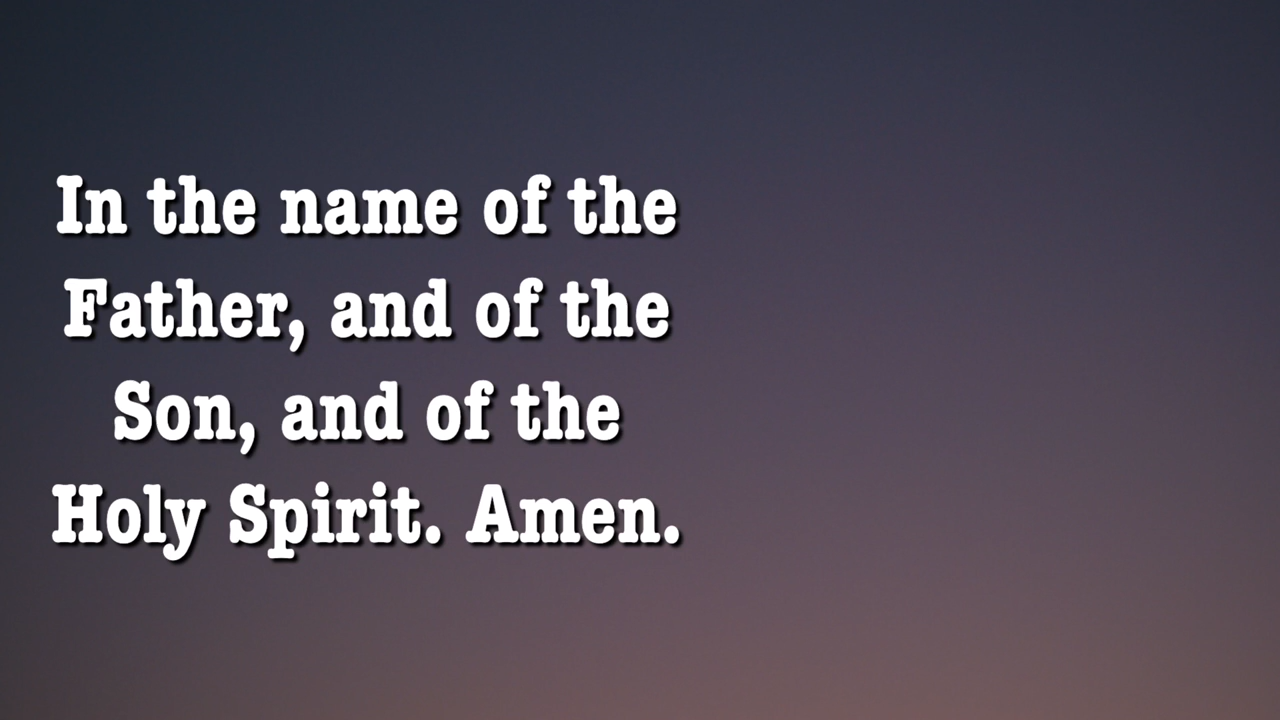 In the name of the
Father, and of the
Son, and of the
Holy Spirit. Amen.